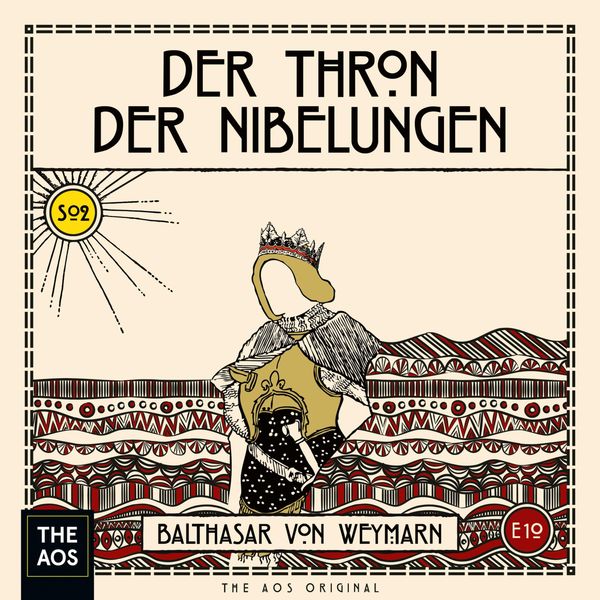 DER THRON
DER NIBELUNGEN
S02
BALTHASAR VON WEYMARN
E10
THE
AOS
THE AOS ORIGINAL